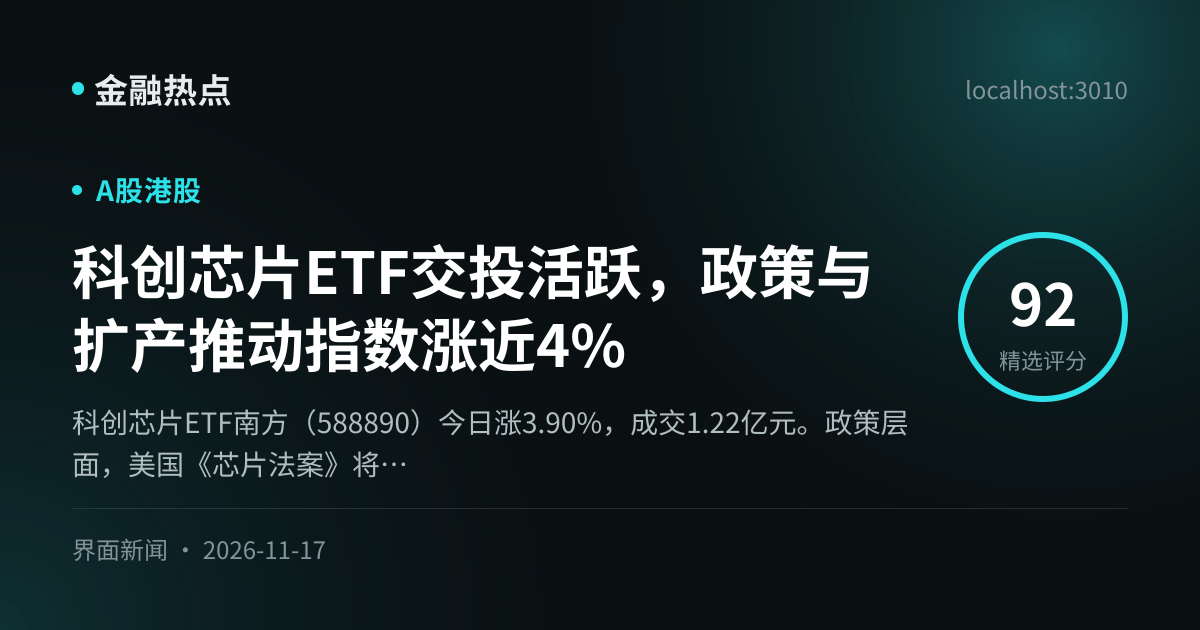 金融热点
localhost:3010
A股港股
科创芯片ETF交投活跃，政策与
扩产推动指数涨近4%
92
精选评分
科创芯片ETF南方（588890）今日涨3.90%，成交1.22亿元。政策层
面，美国《芯片法案》将…
界面新闻 · 2026-11-17